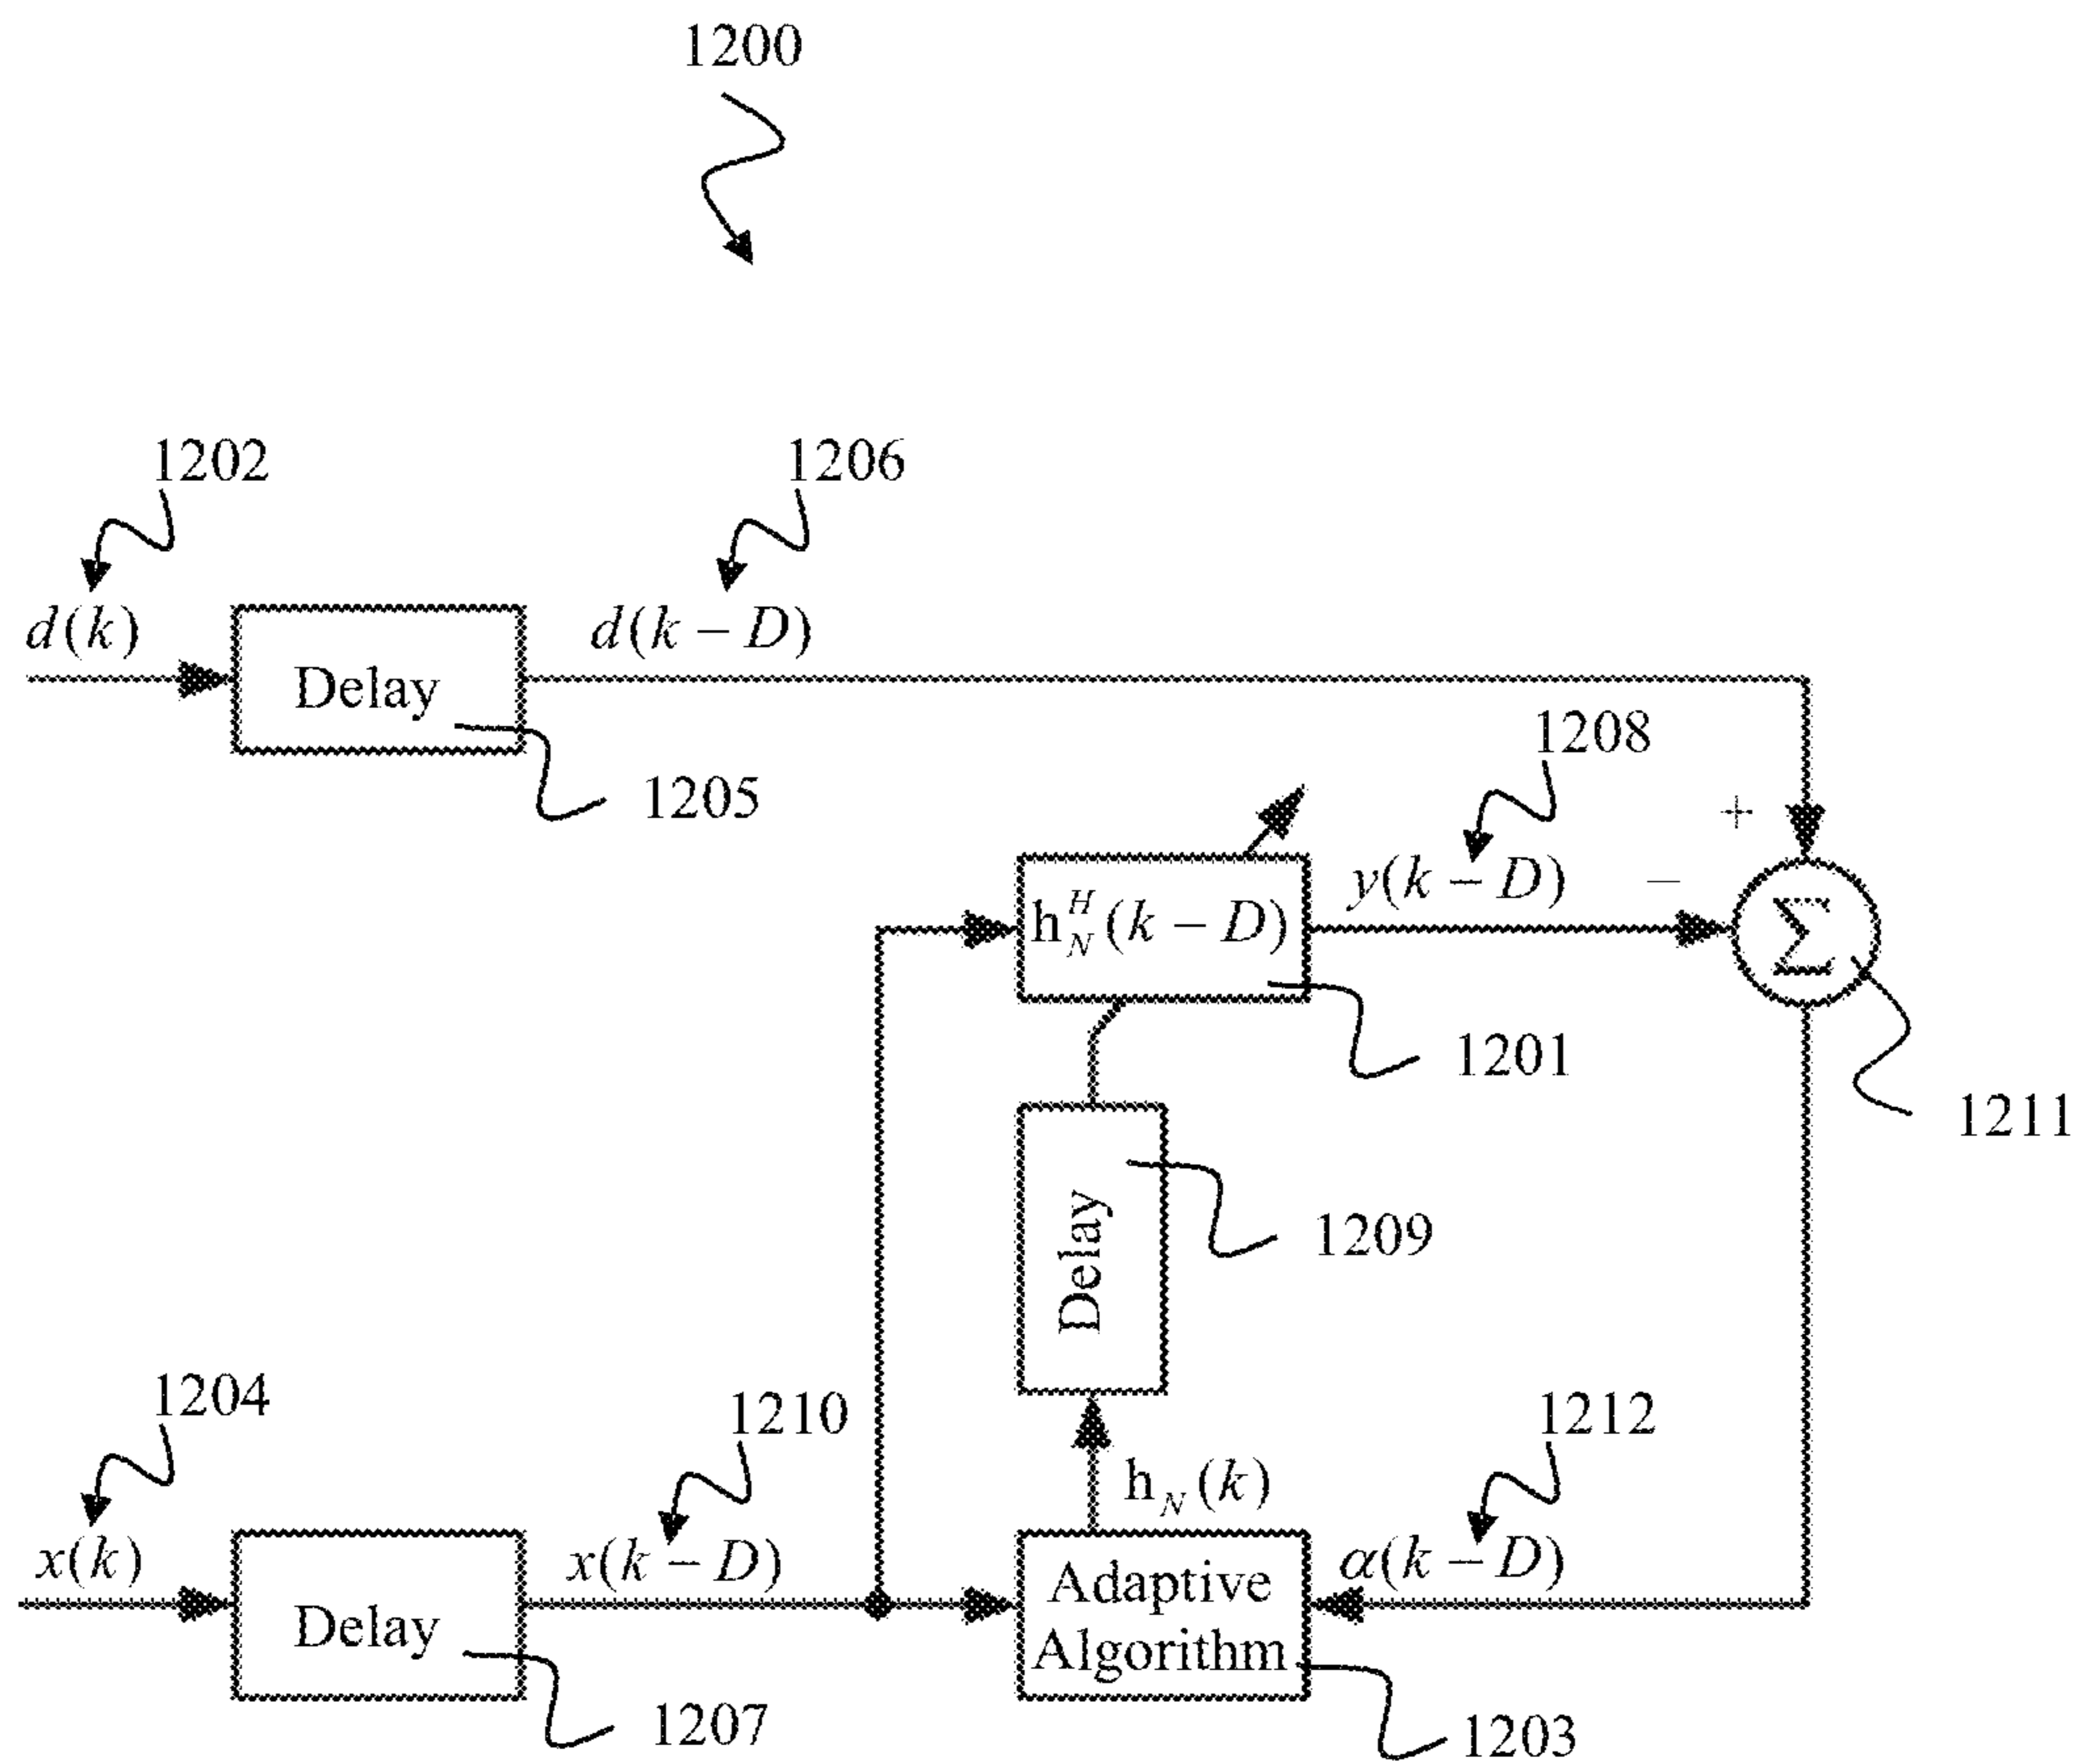 1200
1202
1206
d(k)
d(k − D)
Delay
1205
1208
+
y(k − D)
−
h_N^H(k − D)
Σ
1201
1211
Delay
1209
1204
1210
1212
h_N(k)
x(k)
x(k − D)
α(k − D)
Delay
Adaptive
Algorithm
1207
1203